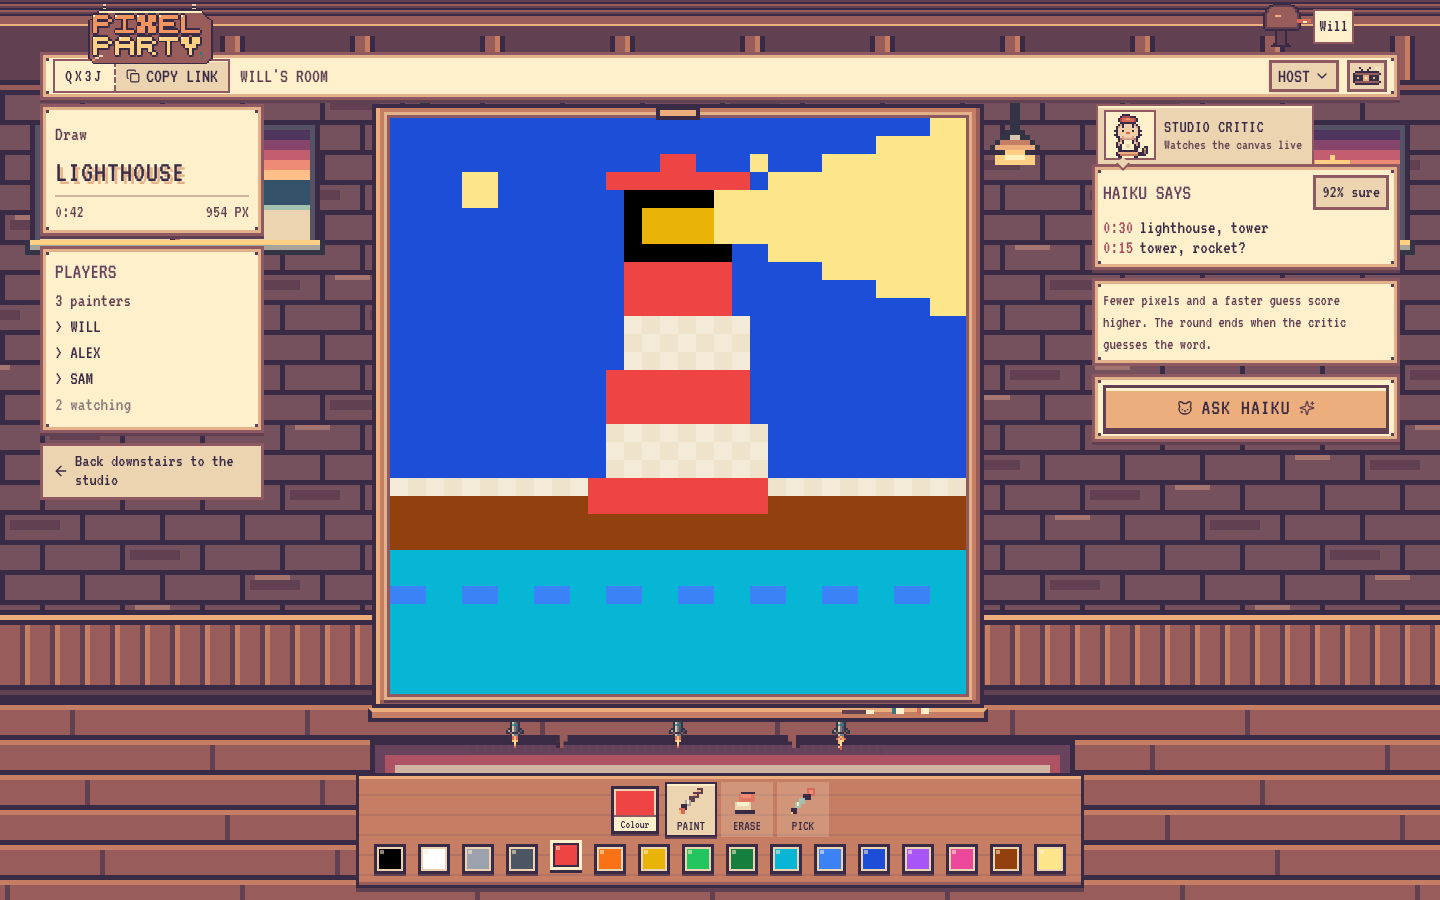 PIXEL
PARTY
Will
QX3J
COPY LINK
WILL'S ROOM
HOST
Draw
LIGHTHOUSE
0:42
954 PX
PLAYERS
3 painters
WILL
ALEX
SAM
2 watching
Back downstairs to the
studio
STUDIO CRITIC
Watches the canvas live
HAIKU SAYS
92% sure
0:30 lighthouse, tower
0:15 tower, rocket?
Fewer pixels and a faster guess score
higher. The round ends when the critic
guesses the word.
ASK HAIKU
Colour
PAINT
ERASE
PICK